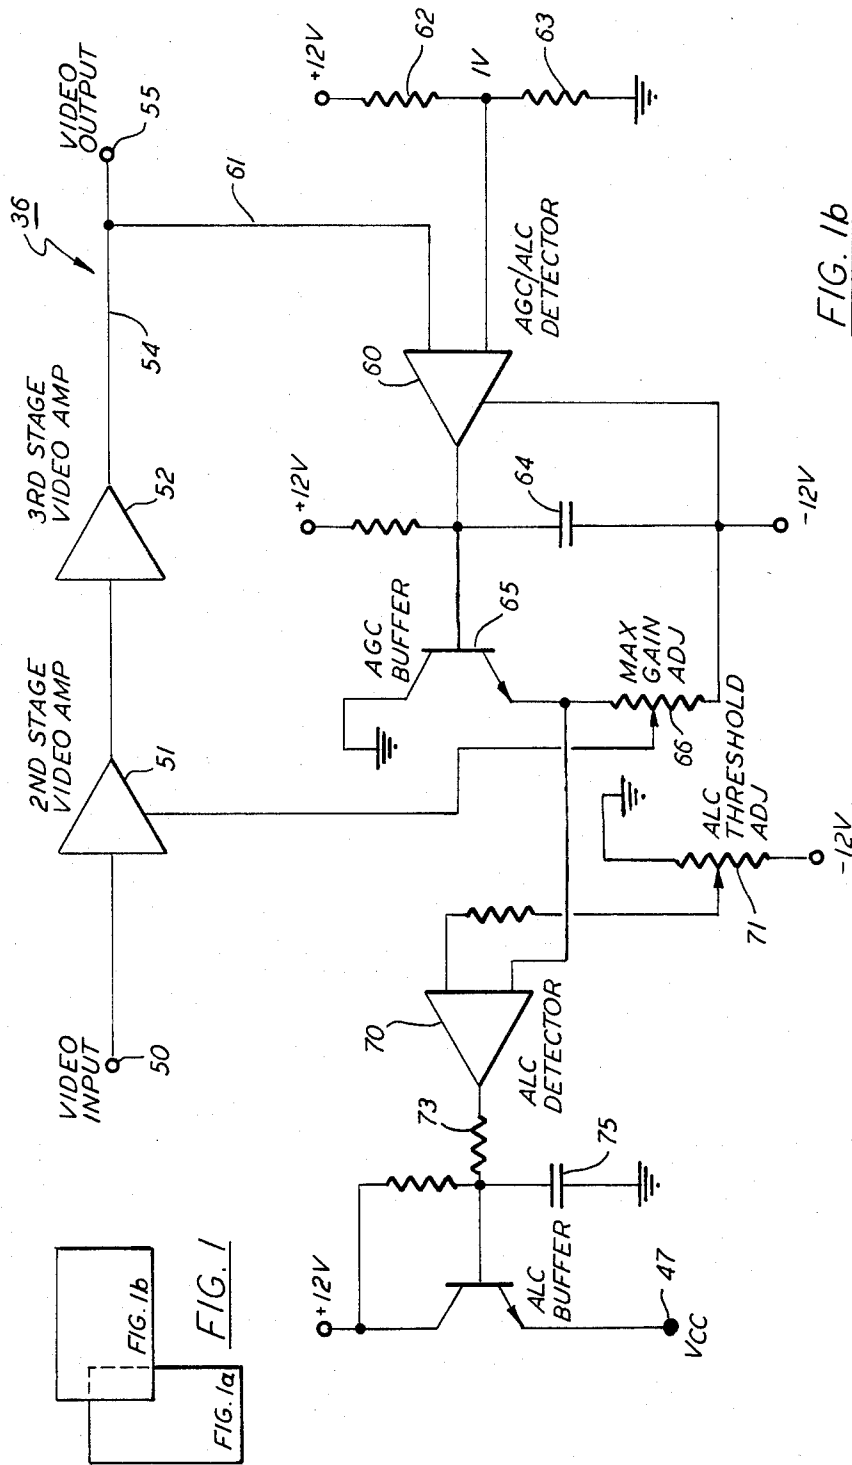 VIDEO
INPUT
50
2ND STAGE
VIDEO AMP
51
3RD STAGE
VIDEO AMP
52
54
36
VIDEO
OUTPUT
55
61
+12V
62
1V
63
AGC/ALC
DETECTOR
60
+12V
64
-12V
AGC
BUFFER
65
MAX
GAIN
ADJ
66
ALC
THRESHOLD
ADJ
71
-12V
70
ALC
DETECTOR
73
75
+12V
ALC
BUFFER
47
VCC
FIG. 1a
FIG. 1b
FIG. 1
FIG. 1b